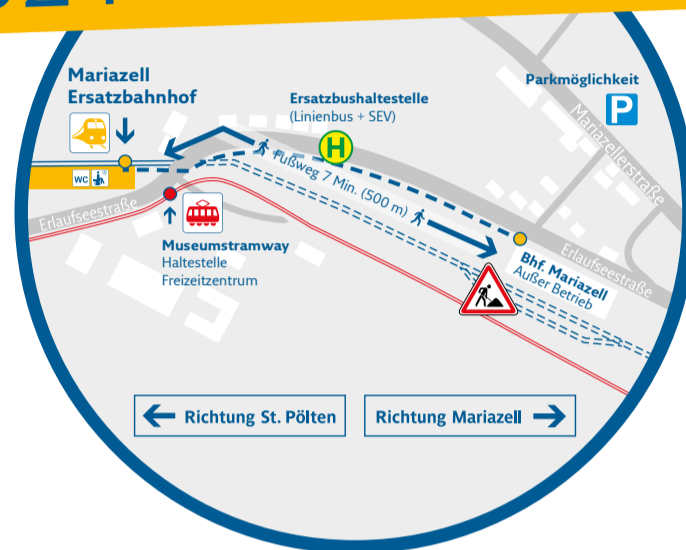 Mariazell
Ersatzbahnhof
Ersatzbushaltestelle
(Linienbus + SEV)
Parkmöglichkeit
P
Mariazellerstraße
H
WC
Fußweg 7 Min. (500 m)
Erlaufseestraße
Museumstramway
Haltestelle
Freizeitzentrum
Erlaufseestraße
Bhf. Mariazell
Außer Betrieb
← Richtung St. Pölten
Richtung Mariazell →